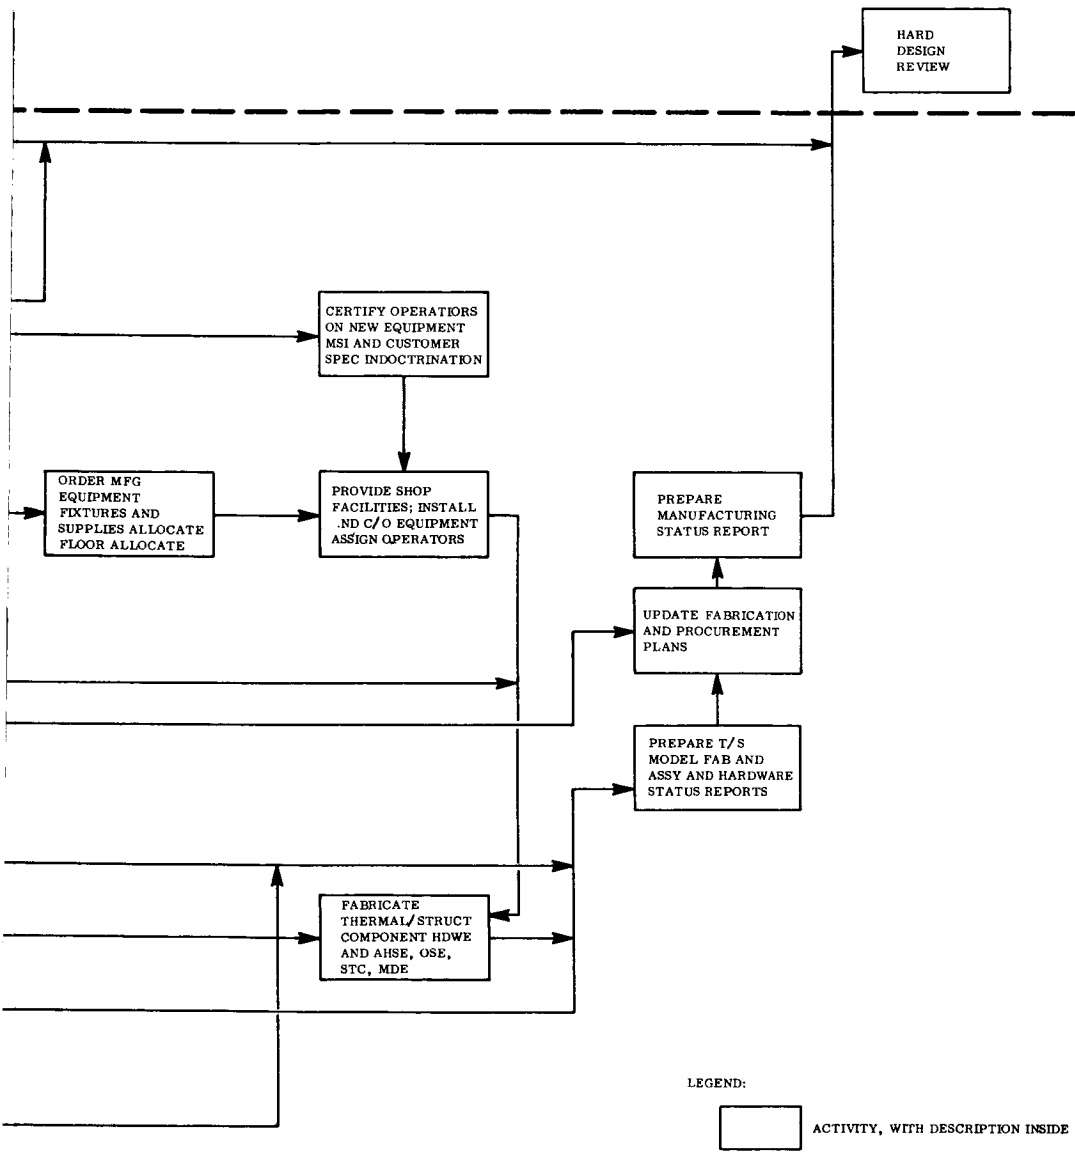 HARD
DESIGN
REVIEW
CERTIFY OPERATIORS
ON NEW EQUIPMENT
MSI AND CUSTOMER
SPEC INDOCTRINATION
ORDER MFG
EQUIPMENT
FIXTURES AND
SUPPLIES ALLOCATE
FLOOR ALLOCATE
PROVIDE SHOP
FACILITIES; INSTALL
.ND C/O EQUIPMENT
ASSIGN OPERATORS
PREPARE
MANUFACTURING
STATUS REPORT
UPDATE FABRICATION
AND PROCUREMENT
PLANS
PREPARE T/S
MODEL FAB AND
ASSY AND HARDWARE
STATUS REPORTS
FABRICATE
THERMAL/STRUCT
COMPONENT HDWE
AND AHSE, OSE,
STC, MDE
LEGEND:
ACTIVITY, WITH DESCRIPTION INSIDE